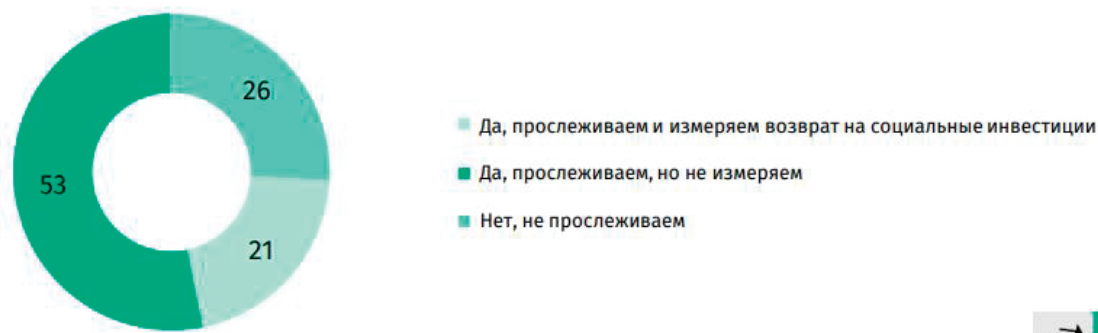 26
53
21
Да, прослеживаем и измеряем возврат на социальные инвестиции
Да, прослеживаем, но не измеряем
Нет, не прослеживаем